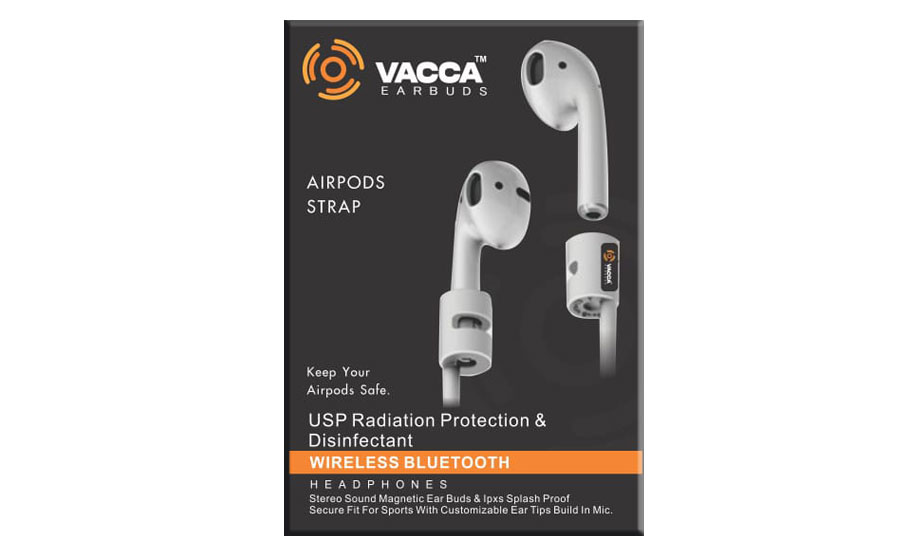 VACCA™
EARBUDS
AIRPODS
STRAP
VACCA
Keep Your
Airpods Safe.
USP Radiation Protection &
Disinfectant
WIRELESS BLUETOOTH
HEADPHONES
Stereo Sound Magnetic Ear Buds & Ipxs Splash Proof
Secure Fit For Sports With Customizable Ear Tips Build In Mic.